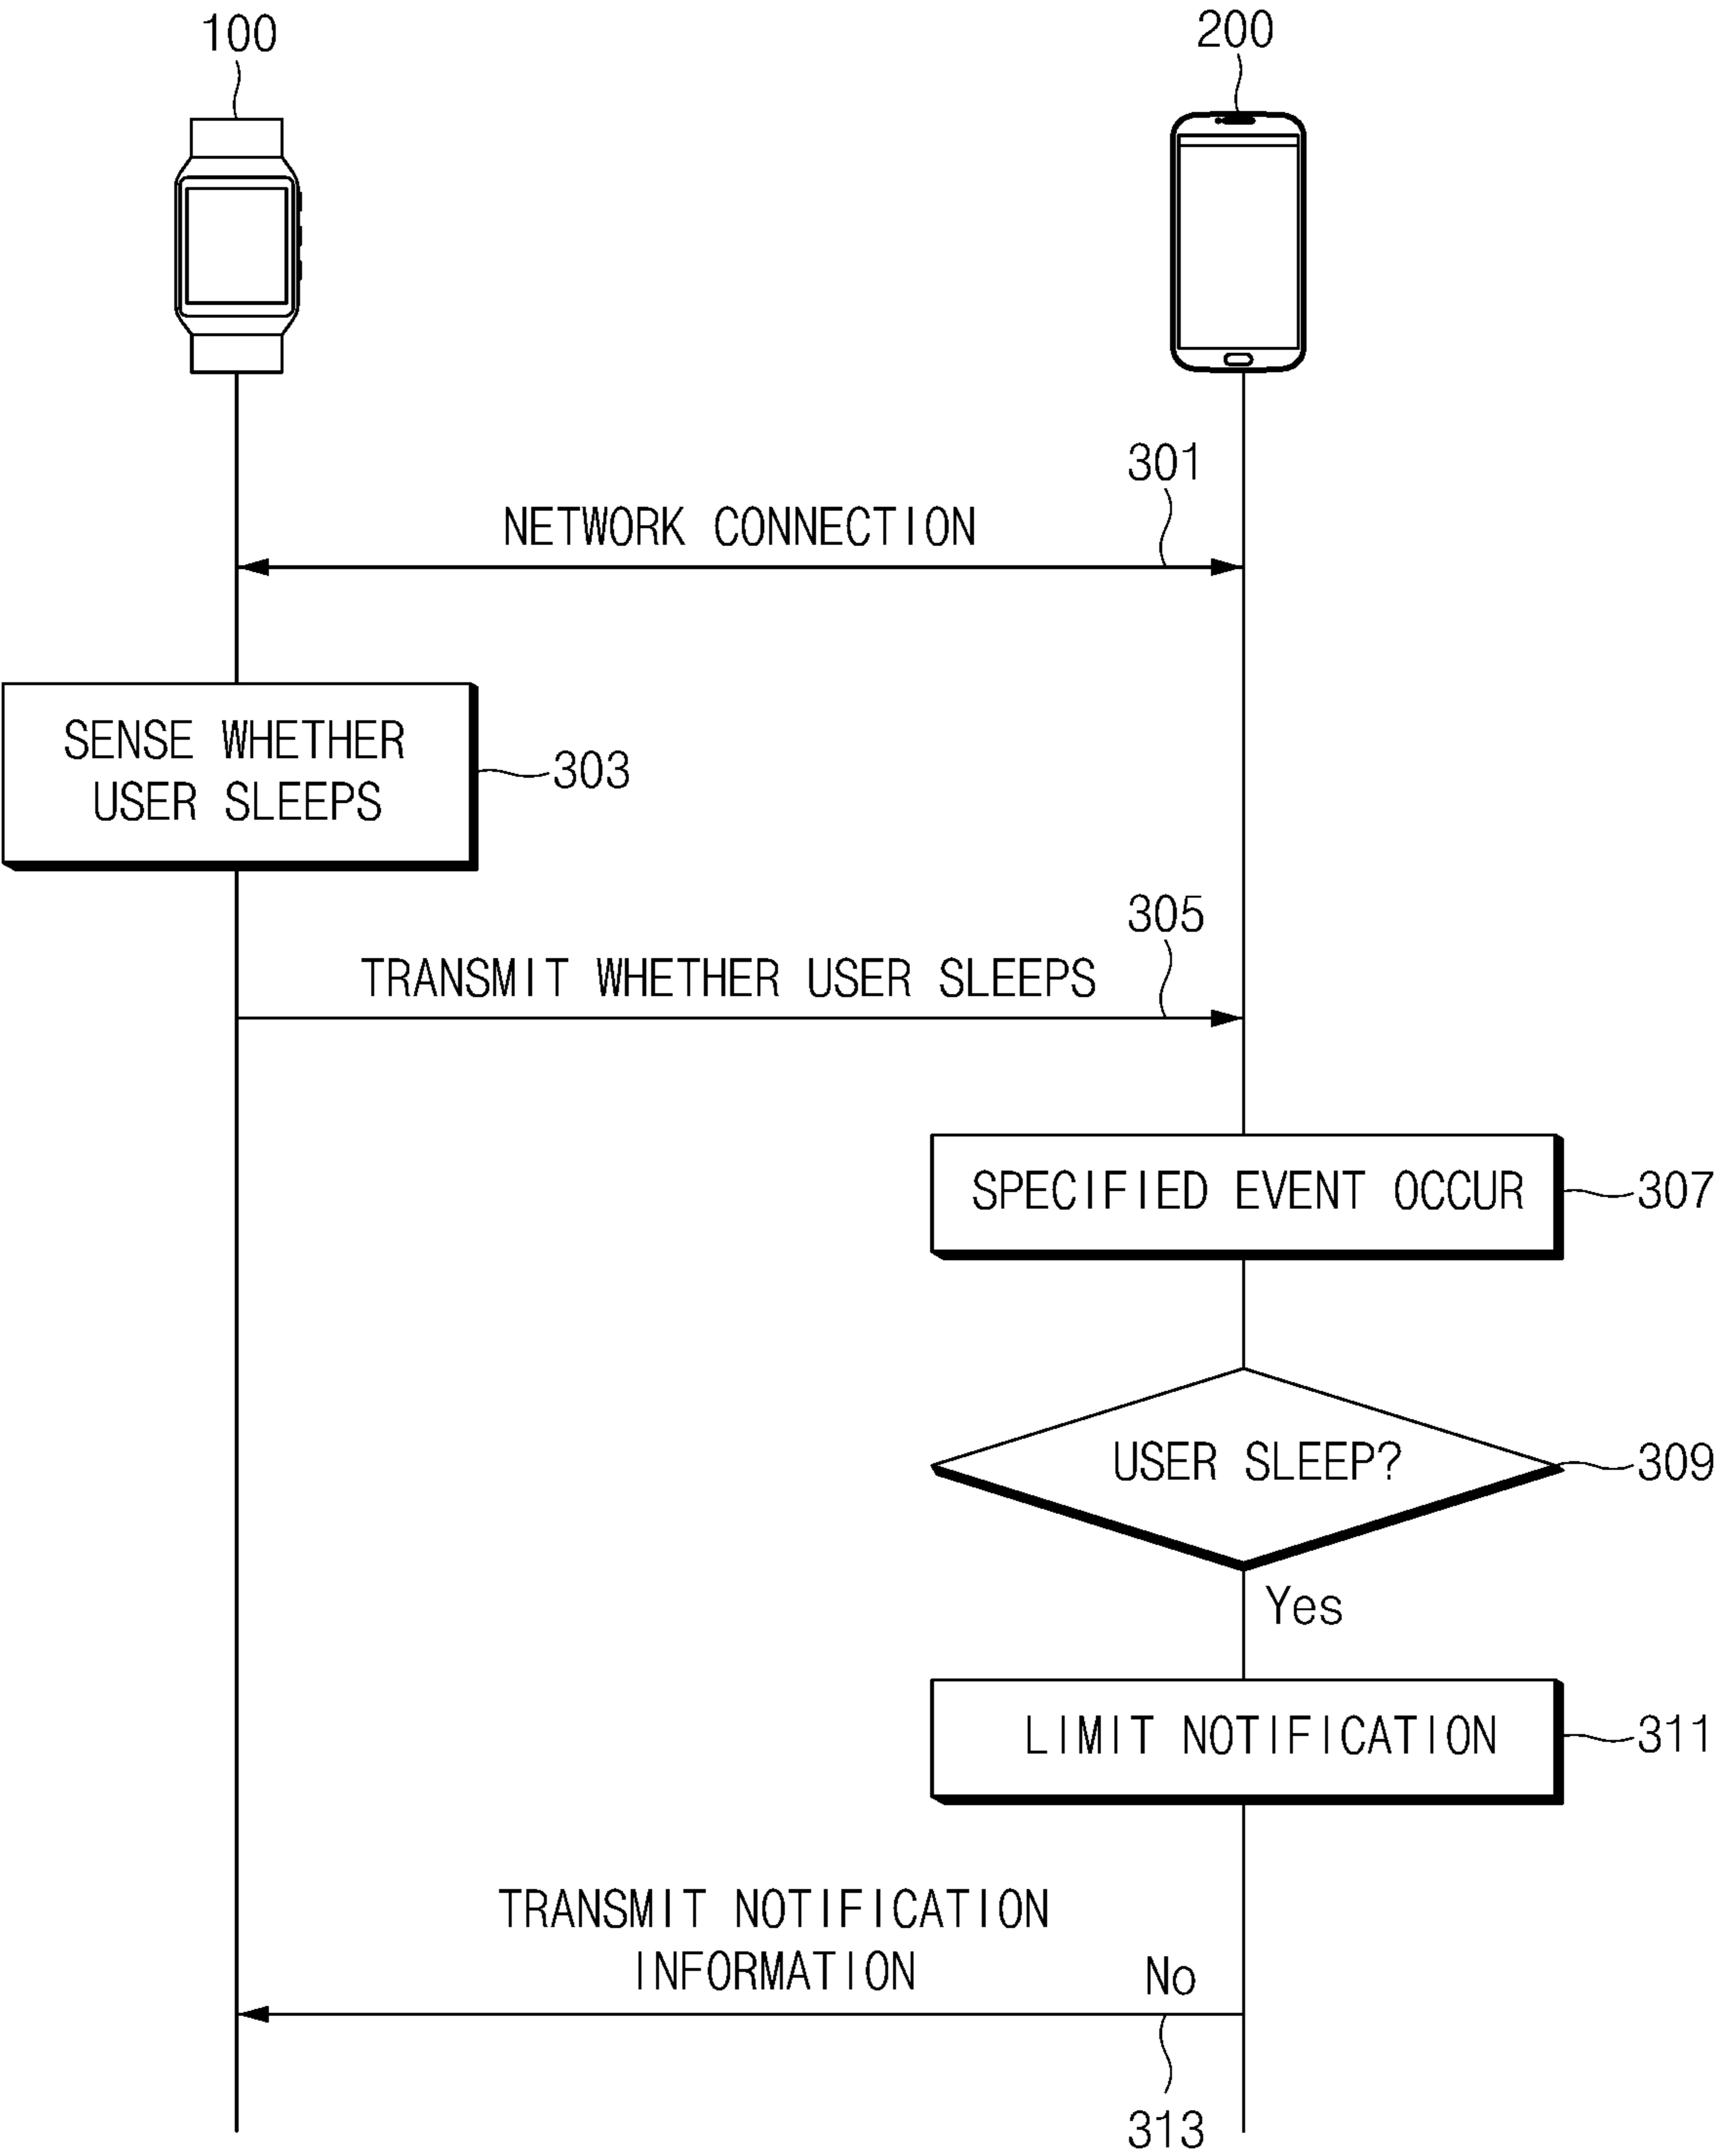 100
200
301
NETWORK CONNECTION
SENSE WHETHER
USER SLEEPS
303
305
TRANSMIT WHETHER USER SLEEPS
SPECIFIED EVENT OCCUR
307
USER SLEEP?
309
Yes
LIMIT NOTIFICATION
311
TRANSMIT NOTIFICATION
INFORMATION
No
313